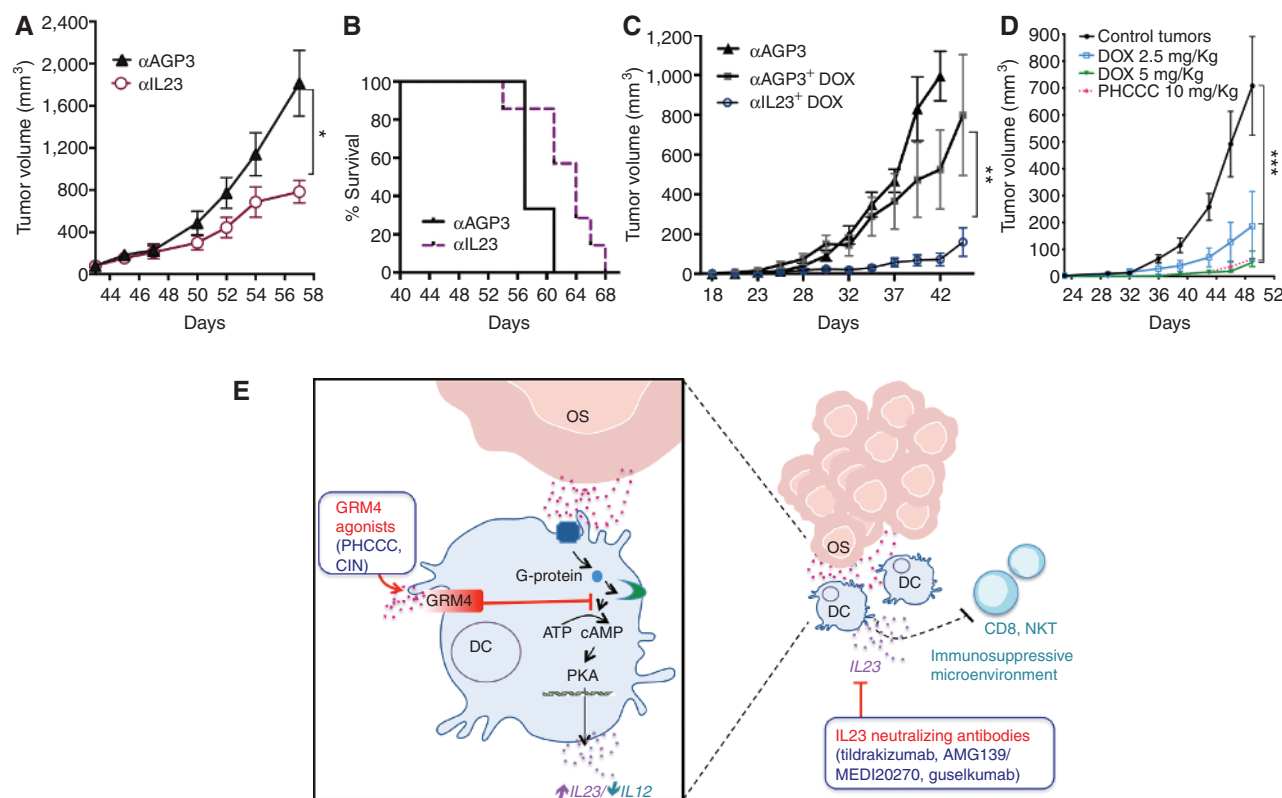 A
Tumor volume (mm³)
2,400
2,000
1,600
1,200
800
400
0
αAGP3
αIL23
*
44 46 48 50 52 54 56 58
Days
B
% Survival
100
80
60
40
20
0
αAGP3
αIL23
40 44 48 52 56 60 64 68
Days
C
Tumor volume (mm³)
1,200
1,000
800
600
400
200
0
αAGP3
αAGP3⁺ DOX
αIL23⁺ DOX
**
18 23 28 32 37 42
Days
D
Tumor volume (mm³)
900
800
700
600
500
400
300
200
100
0
Control tumors
DOX 2.5 mg/Kg
DOX 5 mg/Kg
PHCCC 10 mg/Kg
***
24 28 32 36 40 44 48 52
Days
E
OS
GRM4
agonists
(PHCCC,
CIN)
G-protein
GRM4
ATP cAMP
DC
PKA
IL23/IL12
OS
DC
DC
CD8, NKT
IL23
Immunosuppressive
microenvironment
IL23 neutralizing antibodies
(tildrakizumab, AMG139/
MEDI20270, guselkumab)